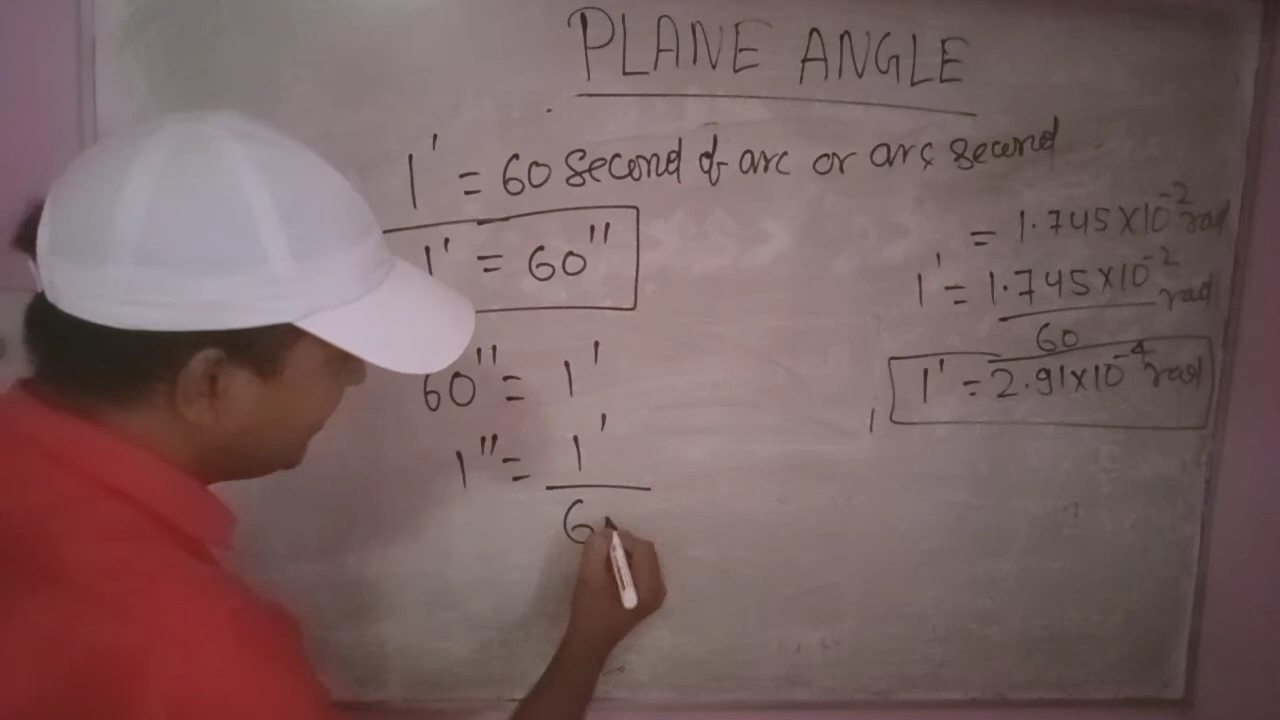 PLANE ANGLE
1' = 60 Second of arc or arc second
1' = 60''
60'' = 1'
1'' = 1'
6
= 1.745×10⁻² rad
1' = 1.745×10⁻² rad
60
1' = 2.91×10⁻⁴ rad